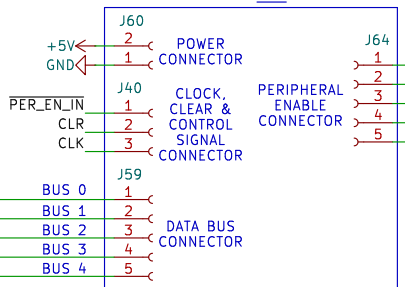 J60
+5V 2
GND 1
POWER
CONNECTOR
J40
PER_EN_IN 1
CLR 2
CLK 3
CLOCK,
CLEAR &
CONTROL
SIGNAL
CONNECTOR
J59
BUS 0 1
BUS 1 2
BUS 2 3
BUS 3 4
BUS 4 5
DATA BUS
CONNECTOR
J64
1
2
3
4
5
PERIPHERAL
ENABLE
CONNECTOR